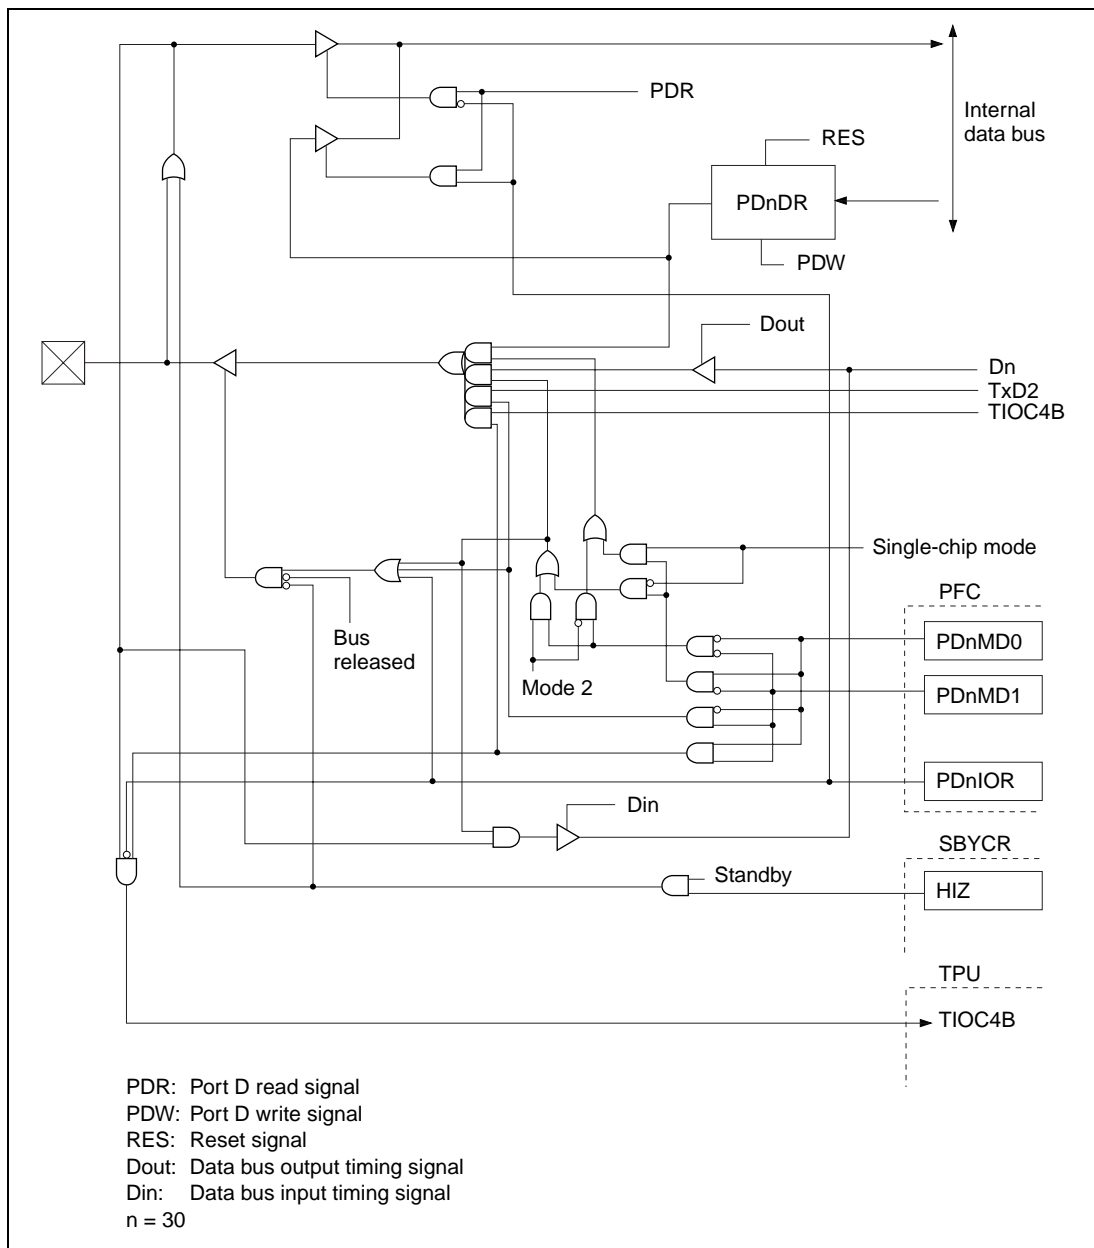 PDR
Internal
data bus
RES
PDnDR
PDW
Dout
Dn
TxD2
TIOC4B
Single-chip mode
PFC
PDnMD0
Bus
released
Mode 2
PDnMD1
PDnIOR
Din
SBYCR
Standby
HIZ
TPU
TIOC4B
PDR: Port D read signal
PDW: Port D write signal
RES: Reset signal
Dout: Data bus output timing signal
Din: Data bus input timing signal
n = 30